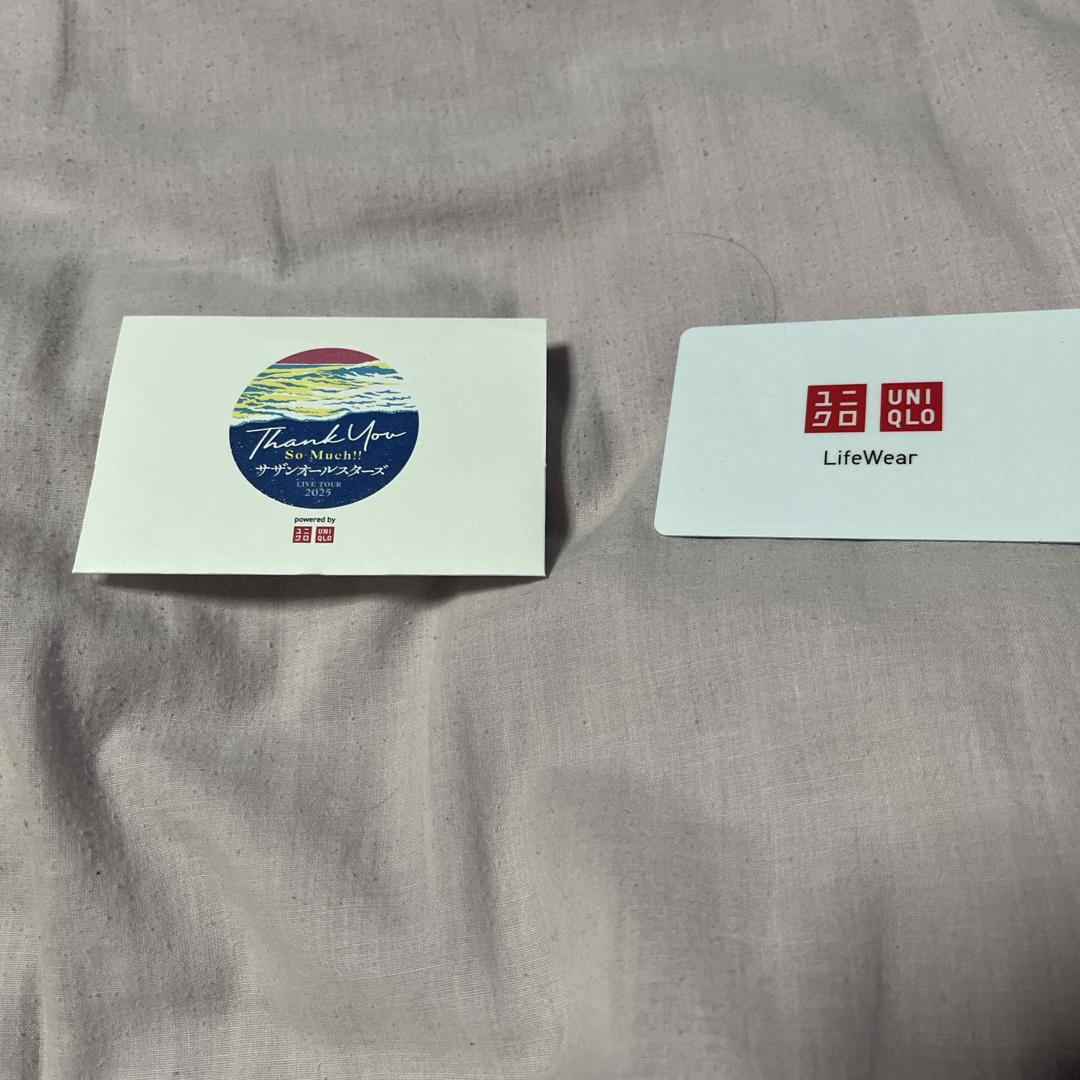 Thank You
So Much!!
サザンオールスターズ
LIVE TOUR
2025
powered by
ユニ
クロ
UNI
QLO
ユニ
クロ
UNI
QLO
LifeWear